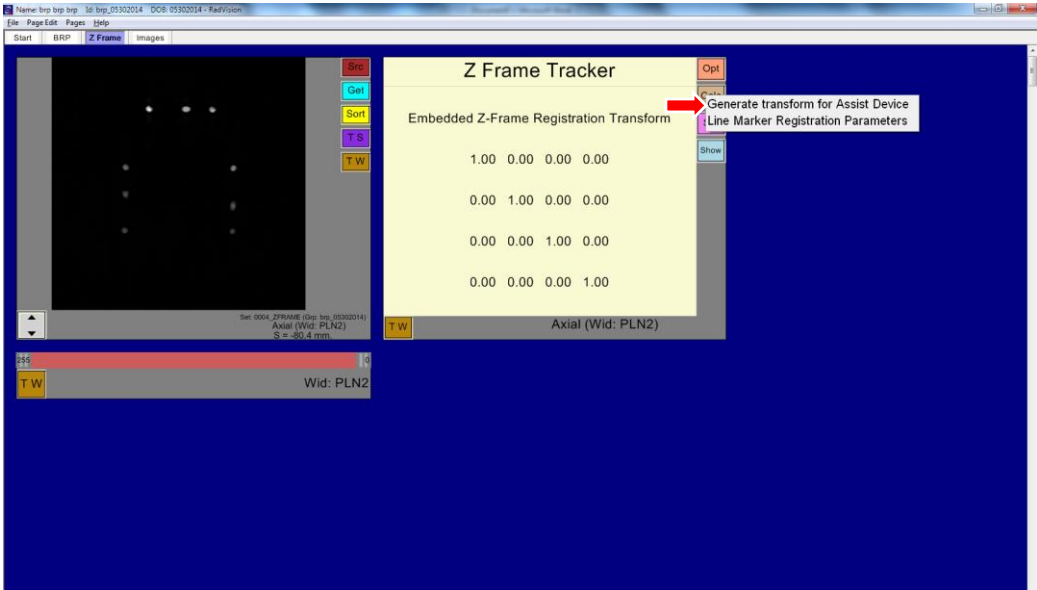 Name: brp brp brp Id: brp_05302014 DOB: 05302014 - RadVision
File Page Edit Pages Help
Start BRP Z Frame Images
Src
Get
Sort
T S
T W
Set: 0004_ZFRAME (Grp: brp_05302014)
Axial (Wid: PLN2)
S = -80.4 mm.
255 0
T W Wid: PLN2
Z Frame Tracker
Opt
Embedded Z-Frame Registration Transform
1.00 0.00 0.00 0.00
0.00 1.00 0.00 0.00
0.00 0.00 1.00 0.00
0.00 0.00 0.00 1.00
Generate transform for Assist Device
Line Marker Registration Parameters
Show
T W Axial (Wid: PLN2)